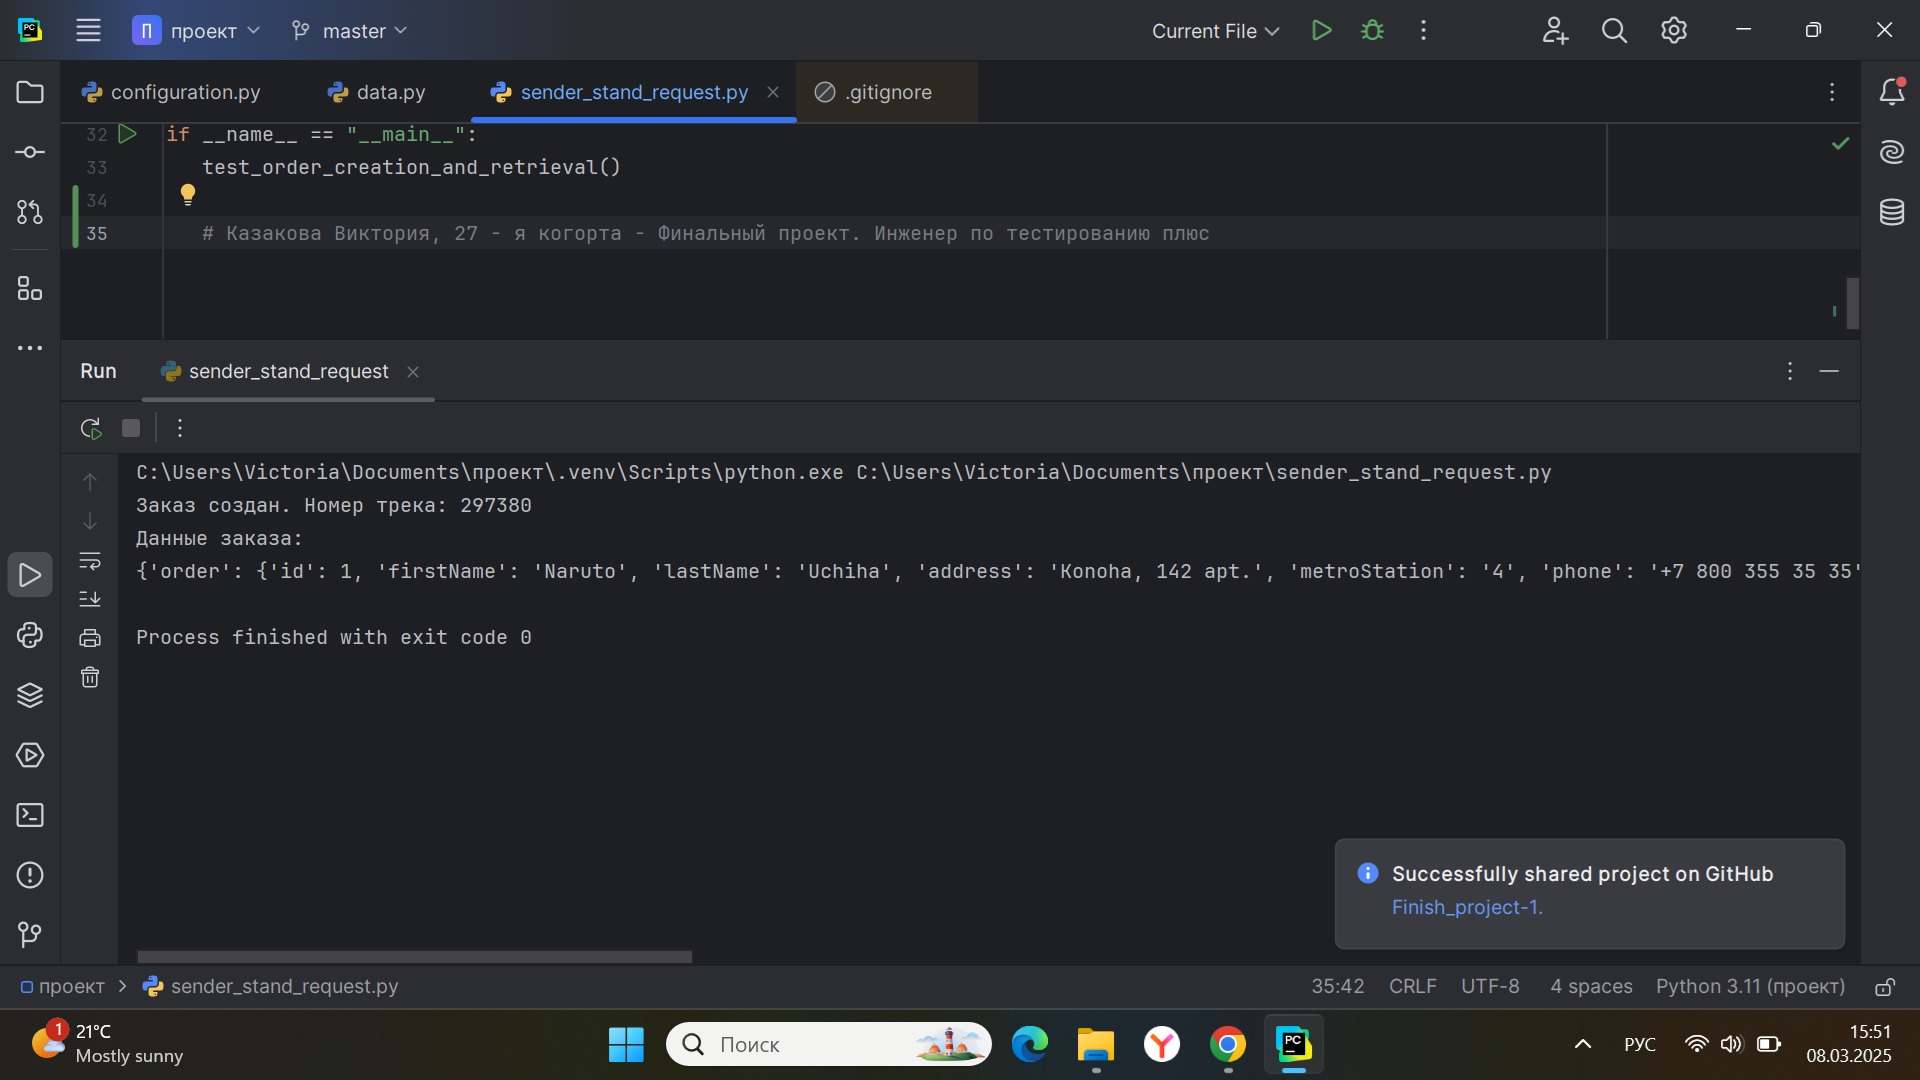 PC
П
проект
master
Current File
configuration.py
data.py
sender_stand_request.py
.gitignore
32
if __name__ == "__main__":
33
test_order_creation_and_retrieval()
34
35
# Казакова Виктория, 27 - я когорта - Финальный проект. Инженер по тестированию плюс
Run
sender_stand_request
C:\Users\Victoria\Documents\проект\.venv\Scripts\python.exe C:\Users\Victoria\Documents\проект\sender_stand_request.py
Заказ создан. Номер трека: 297380
Данные заказа:
{'order': {'id': 1, 'firstName': 'Naruto', 'lastName': 'Uchiha', 'address': 'Konoha, 142 apt.', 'metroStation': '4', 'phone': '+7 800 355 35 35'
Process finished with exit code 0
Successfully shared project on GitHub
Finish_project-1.
проект
sender_stand_request.py
35:42
CRLF
UTF-8
4 spaces
Python 3.11 (проект)
1
21°C
Mostly sunny
Поиск
Y
PC
РУС
15:51
08.03.2025